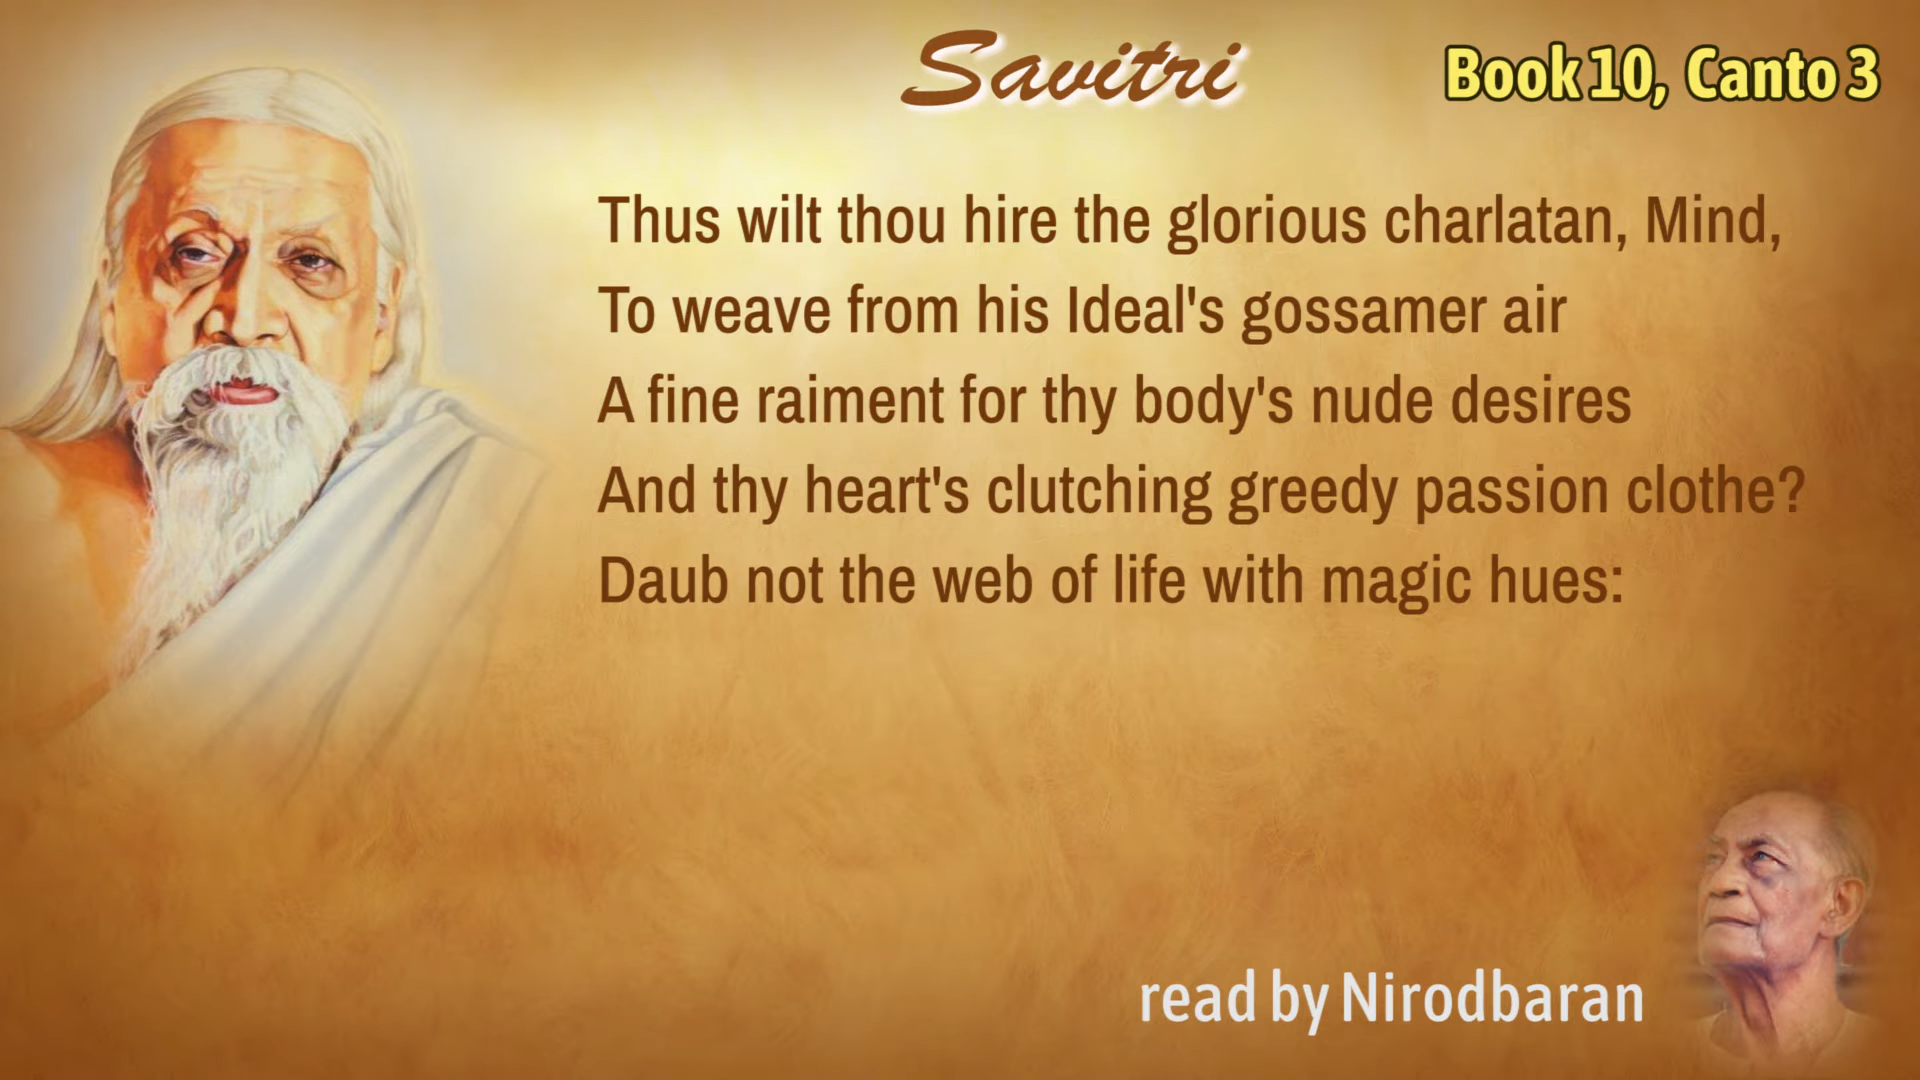 Savitri
Book 10, Canto 3
Thus wilt thou hire the glorious charlatan, Mind,
To weave from his Ideal's gossamer air
A fine raiment for thy body's nude desires
And thy heart's clutching greedy passion clothe?
Daub not the web of life with magic hues:
read by Nirodbaran